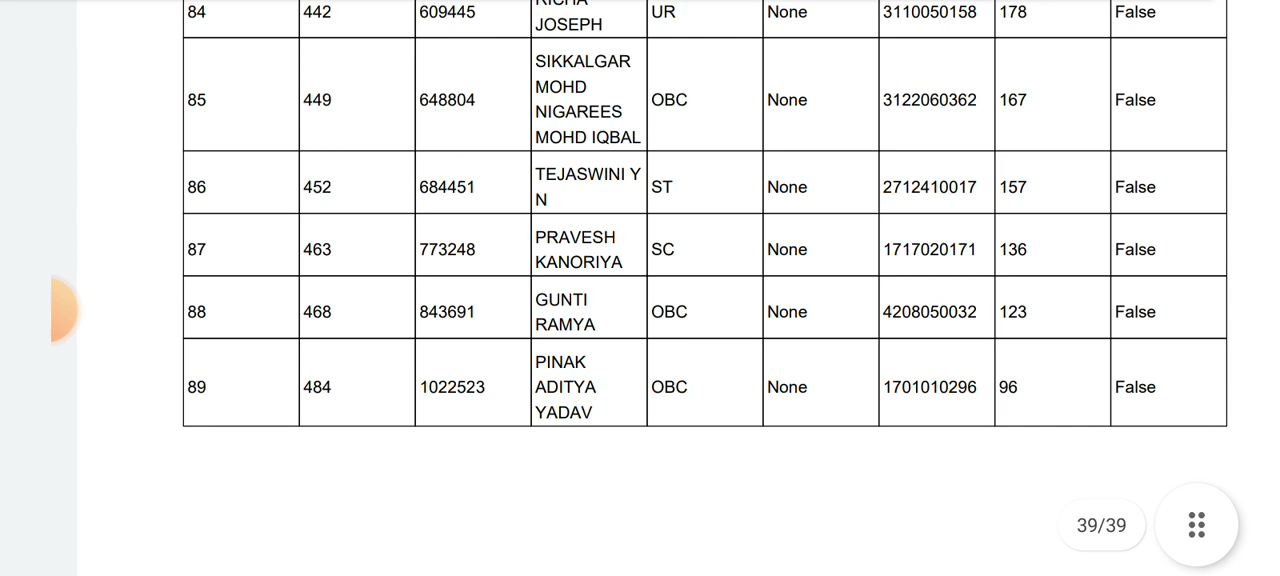 84 442 609445 RICHA UR None 3110050158 178 False
JOSEPH
SIKKALGAR
MOHD
85 449 648804 NIGAREES OBC None 3122060362 167 False
MOHD IQBAL
TEJASWINI Y
86 452 684451 N ST None 2712410017 157 False
PRAVESH
87 463 773248 KANORIYA SC None 1717020171 136 False
GUNTI
88 468 843691 RAMYA OBC None 4208050032 123 False
PINAK
89 484 1022523 ADITYA OBC None 1701010296 96 False
YADAV
39/39